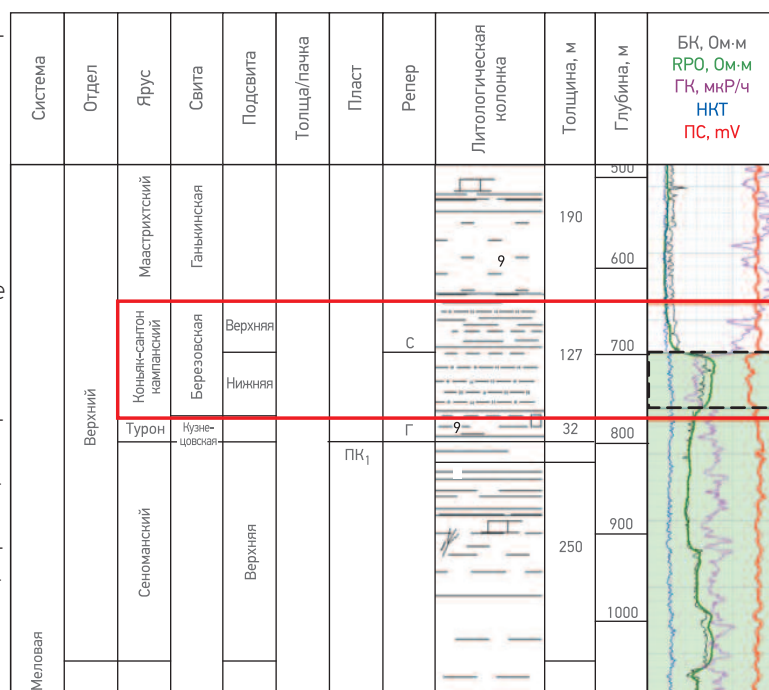 Система
Отдел
Ярус
Свита
Подсвита
Толща/пачка
Пласт
Репер
Литологическая
колонка
Толщина, м
Глубина, м
БК, Ом·м
RPO, Ом·м
ГК, мкР/ч
НКТ
ПС, mV
Меловая
Верхний
Маастрихтский
Ганькинская
9
190
500
600
Коньяк-сантон
кампанский
Березовская
Верхняя
Нижняя
С
127
700
Турон
Кузне-
цовская
Г
9
32
800
ПК1
Сеноманский
Верхняя
250
900
1000